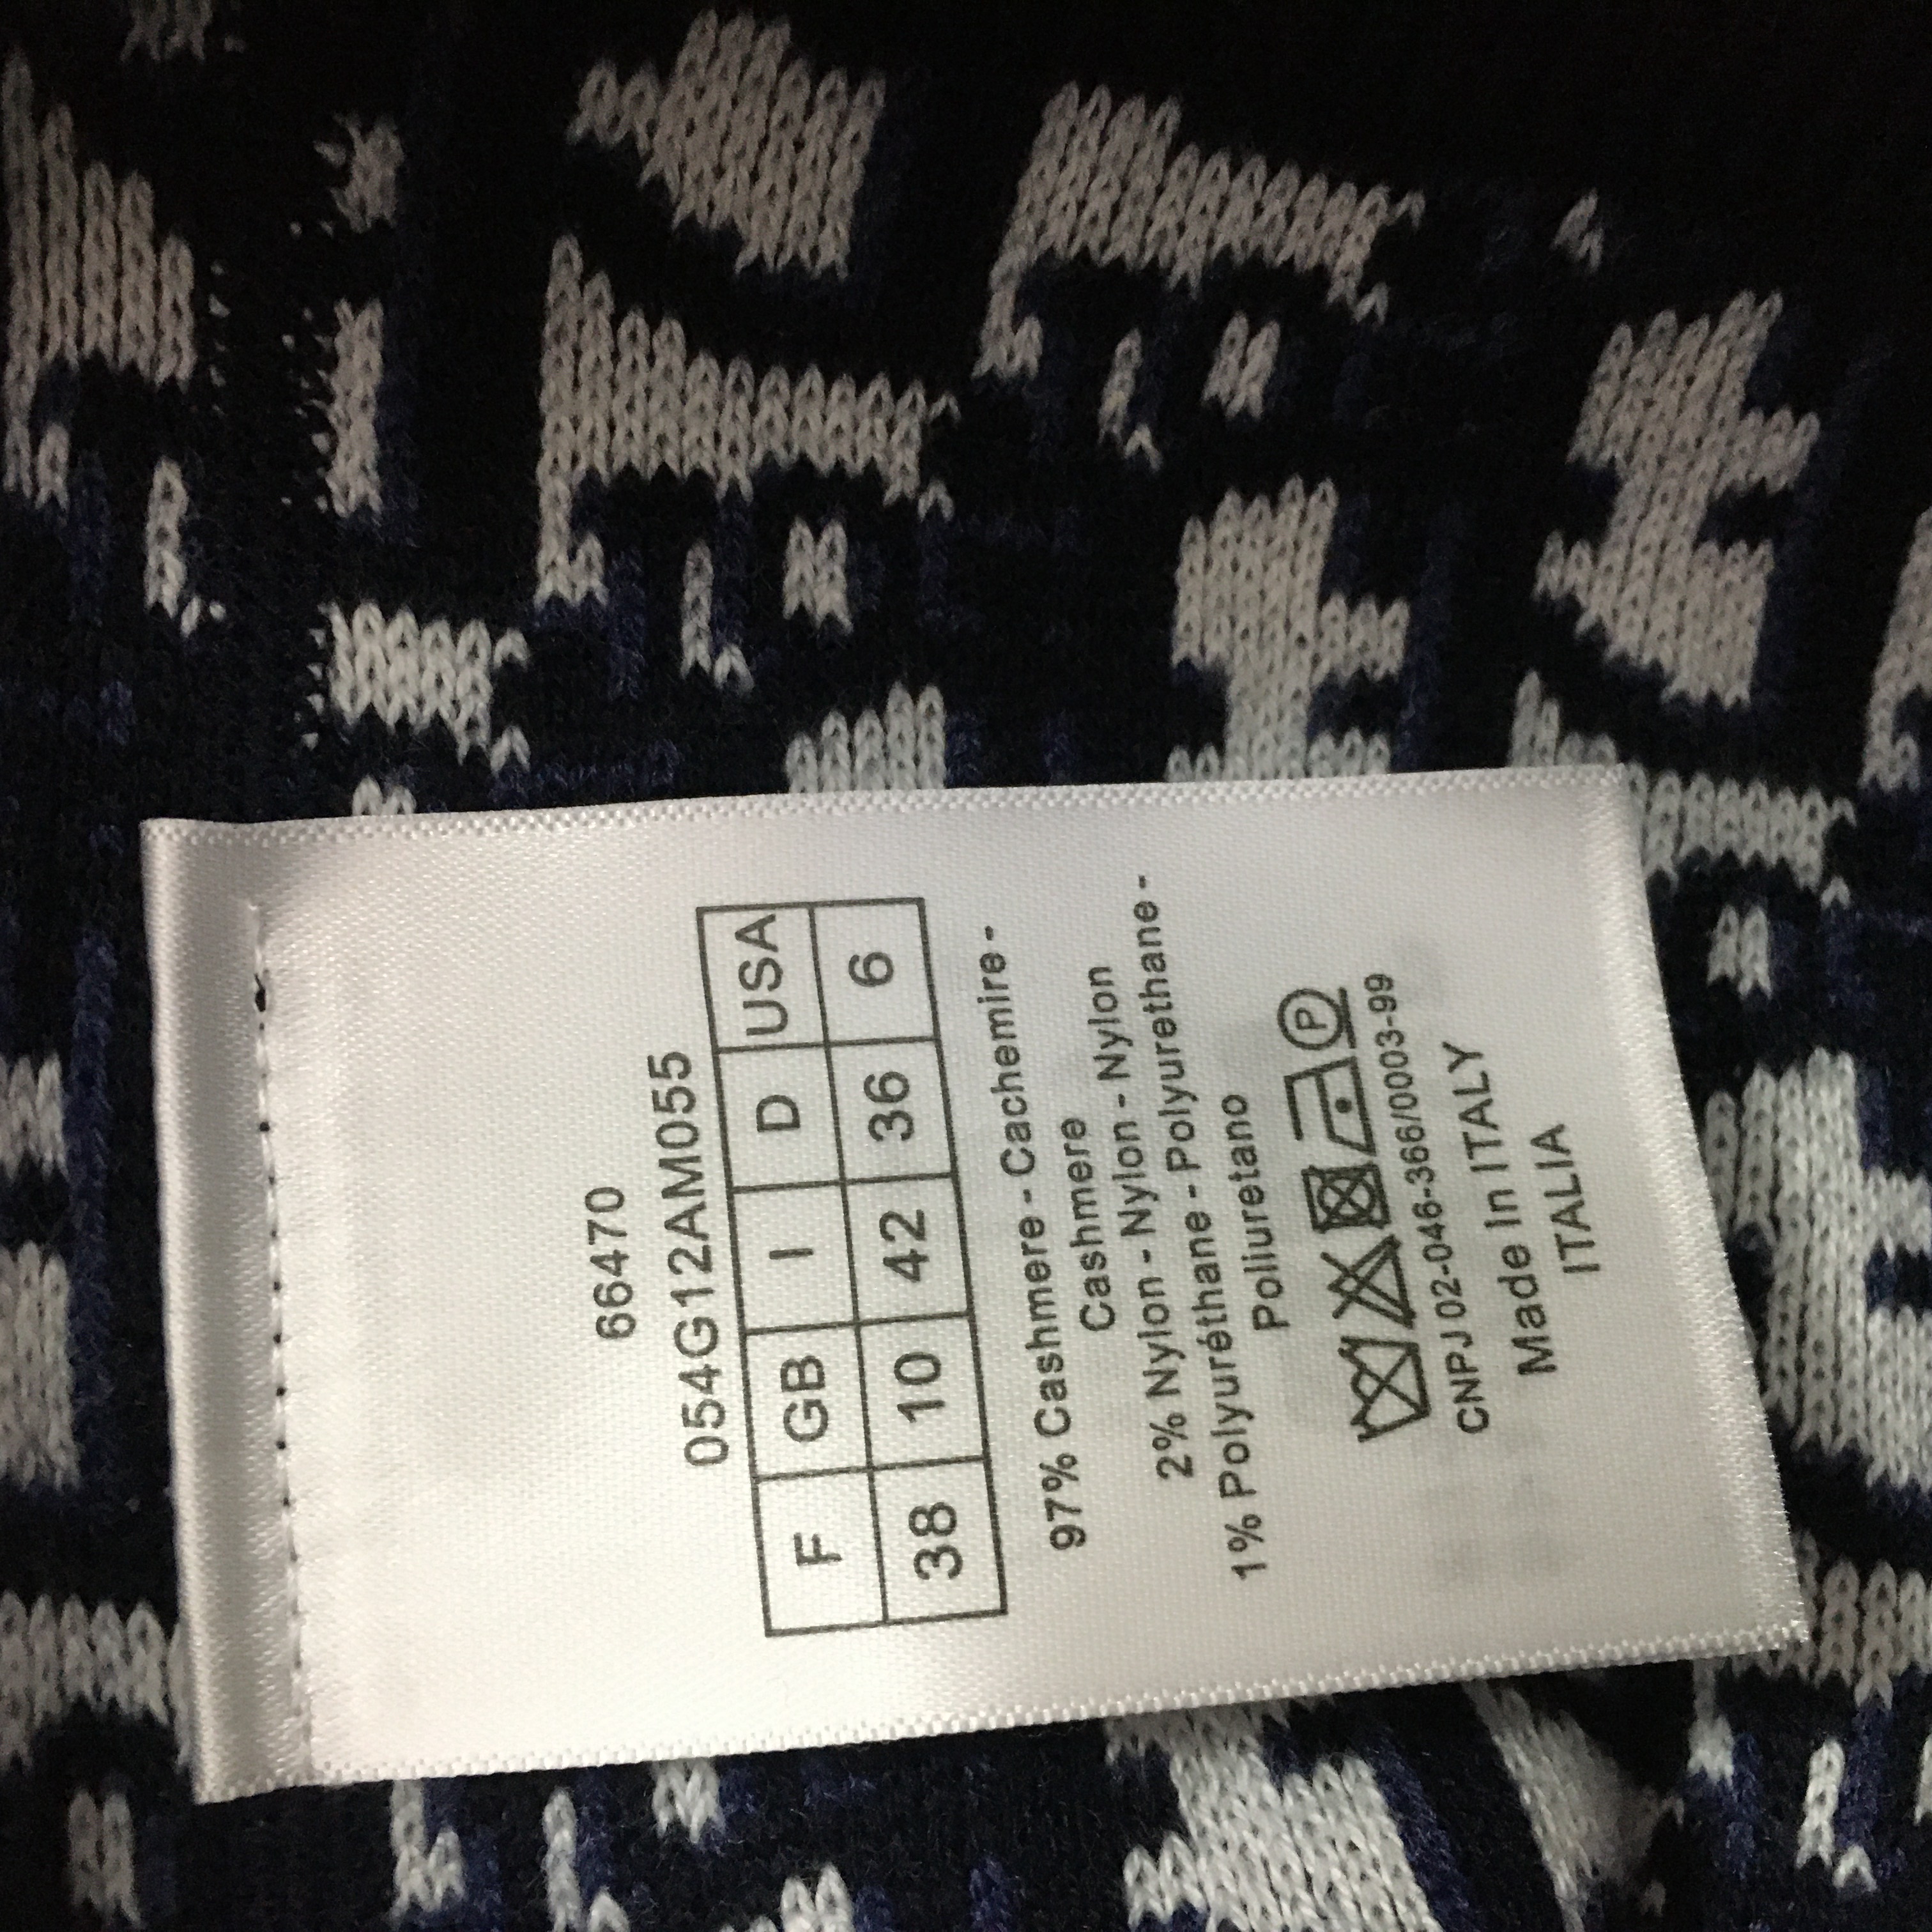 66470
054G12AM055
F GB I D USA
38 10 42 36 6
97% Cashmere - Cachemire -
Cashmere
2% Nylon - Nylon - Nylon
1% Polyuréthane - Polyurethane -
Poliuretano
P
CNPJ 02-046-366/0003-99
Made In ITALY
ITALIA